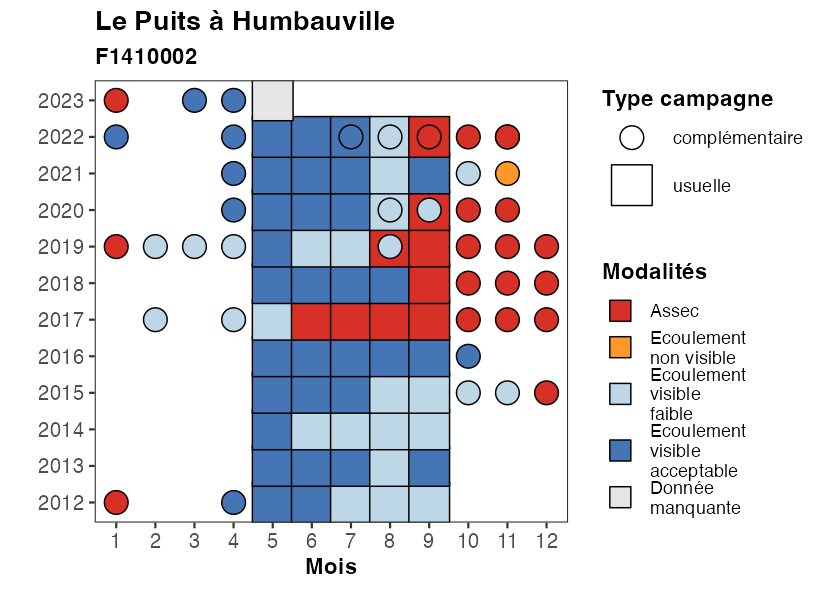 Le Puits à Humbauville
F1410002
2023
2022
2021
2020
2019
2018
2017
2016
2015
2014
2013
2012
1 2 3 4 5 6 7 8 9 10 11 12
Mois
Type campagne
complémentaire
usuelle
Modalités
Assec
Ecoulement
non visible
Ecoulement
visible
faible
Ecoulement
visible
acceptable
Donnée
manquante